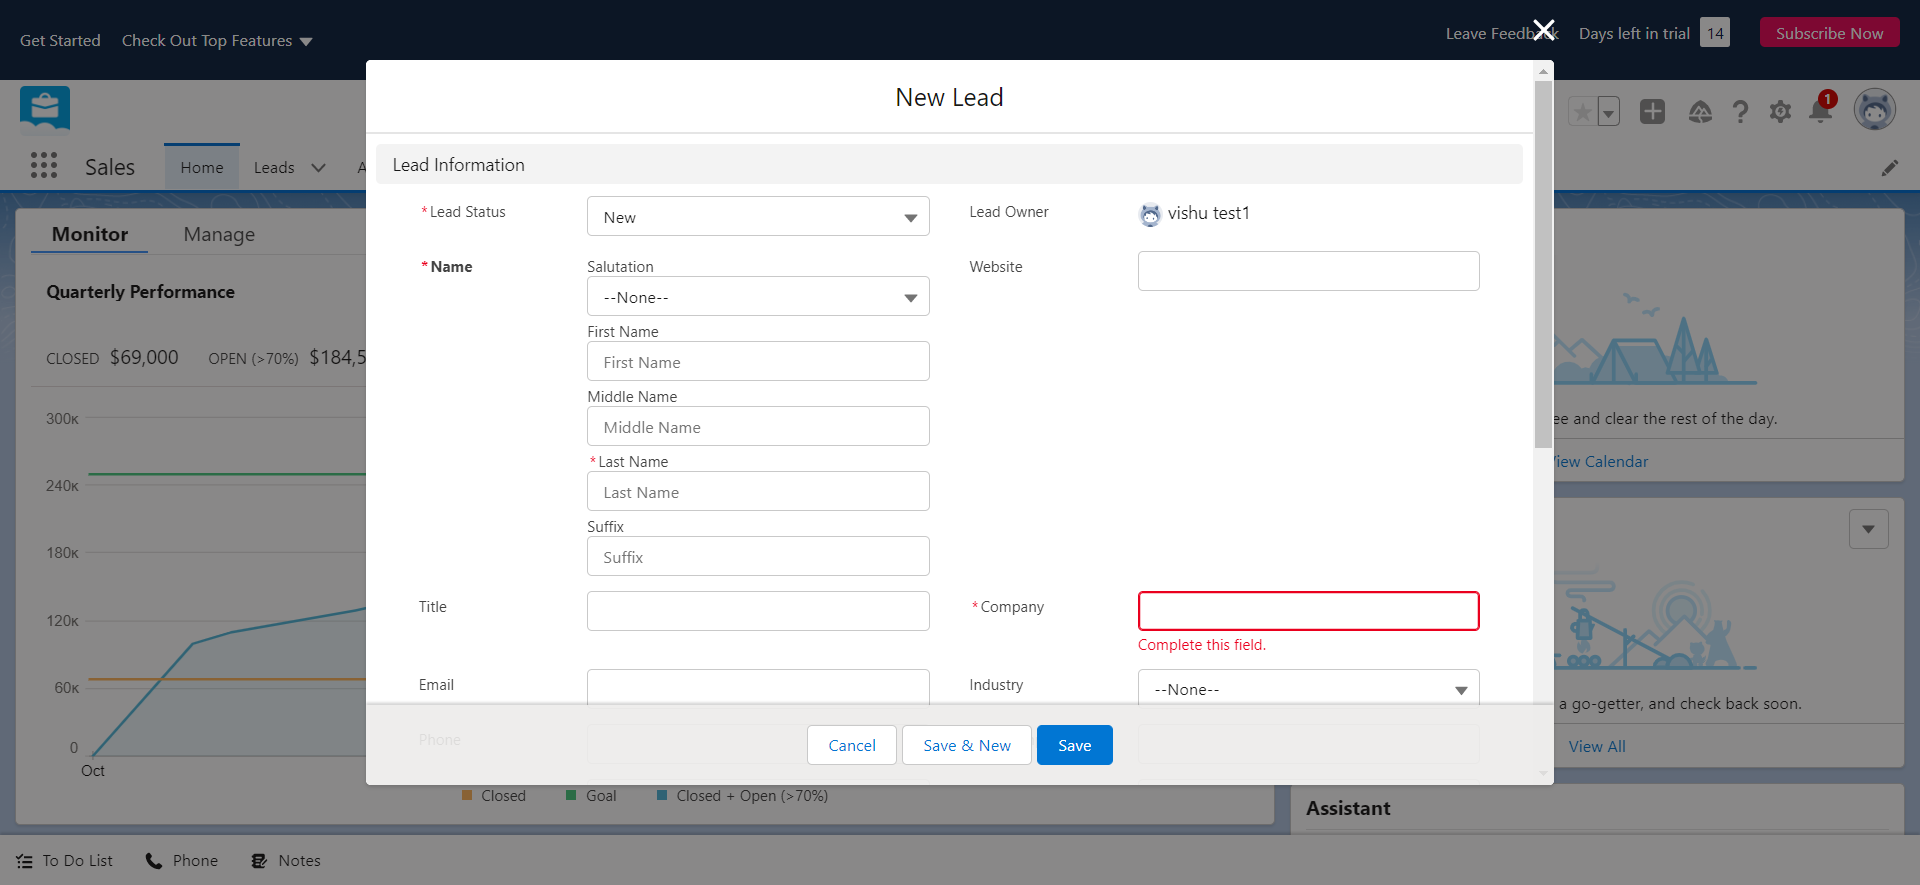 Get Started
Check Out Top Features
Leave Feedback
Days left in trial
14
Subscribe Now
1
Sales
Home
Leads
A
Monitor
Manage
Quarterly Performance
CLOSED $69,000 OPEN (>70%) $184,5
300K
240K
180K
120K
60K
0
Oct
Closed
Goal
Closed + Open (>70%)
New Lead
Lead Information
*Lead Status
New
Lead Owner
vishu test1
*Name
Salutation
--None--
Website
First Name
First Name
Middle Name
Middle Name
*Last Name
Last Name
Suffix
Suffix
Title
*Company
Complete this field.
Email
Industry
--None--
Phone
Cancel
Save & New
Save
ee and clear the rest of the day.
View Calendar
a go-getter, and check back soon.
View All
Assistant
To Do List
Phone
Notes